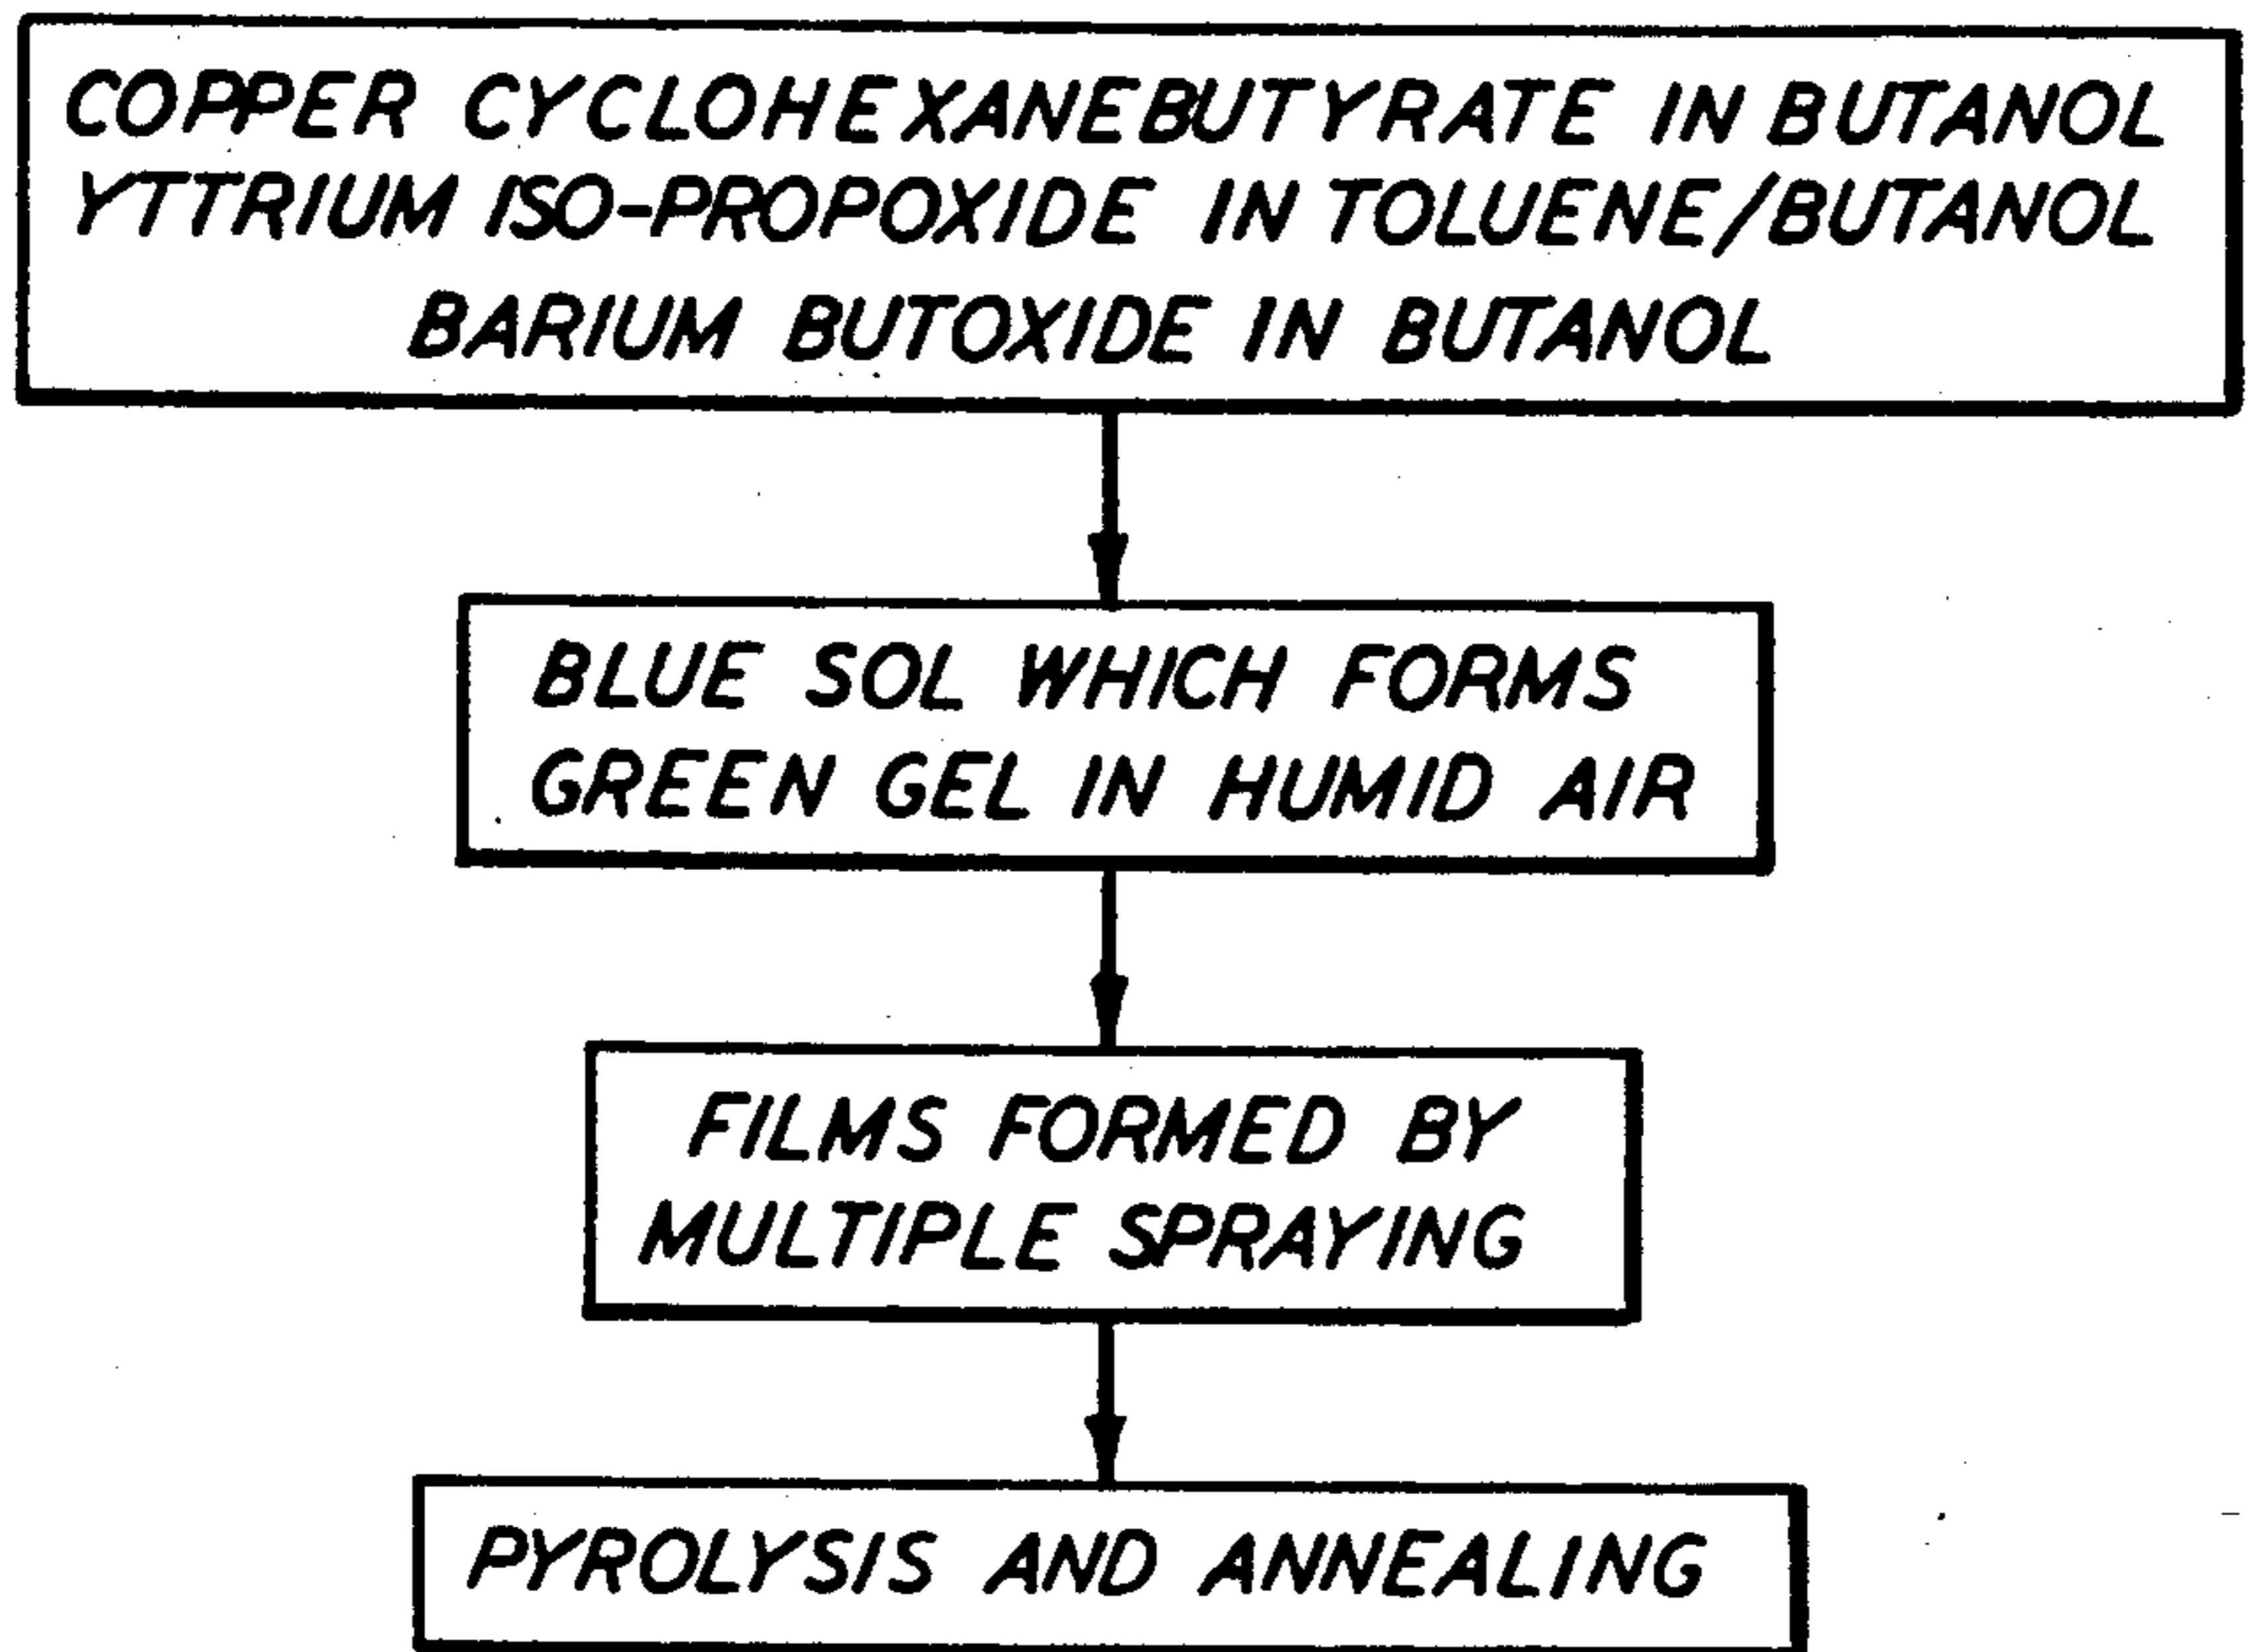 COPPER CYCLOHEXANEBUTYRATE IN BUTANOL
YTTRIUM ISO-PROPOXIDE IN TOLUENE/BUTANOL
BARIUM BUTOXIDE IN BUTANOL
BLUE SOL WHICH FORMS
GREEN GEL IN HUMID AIR
FILMS FORMED BY
MULTIPLE SPRAYING
PYROLYSIS AND ANNEALING